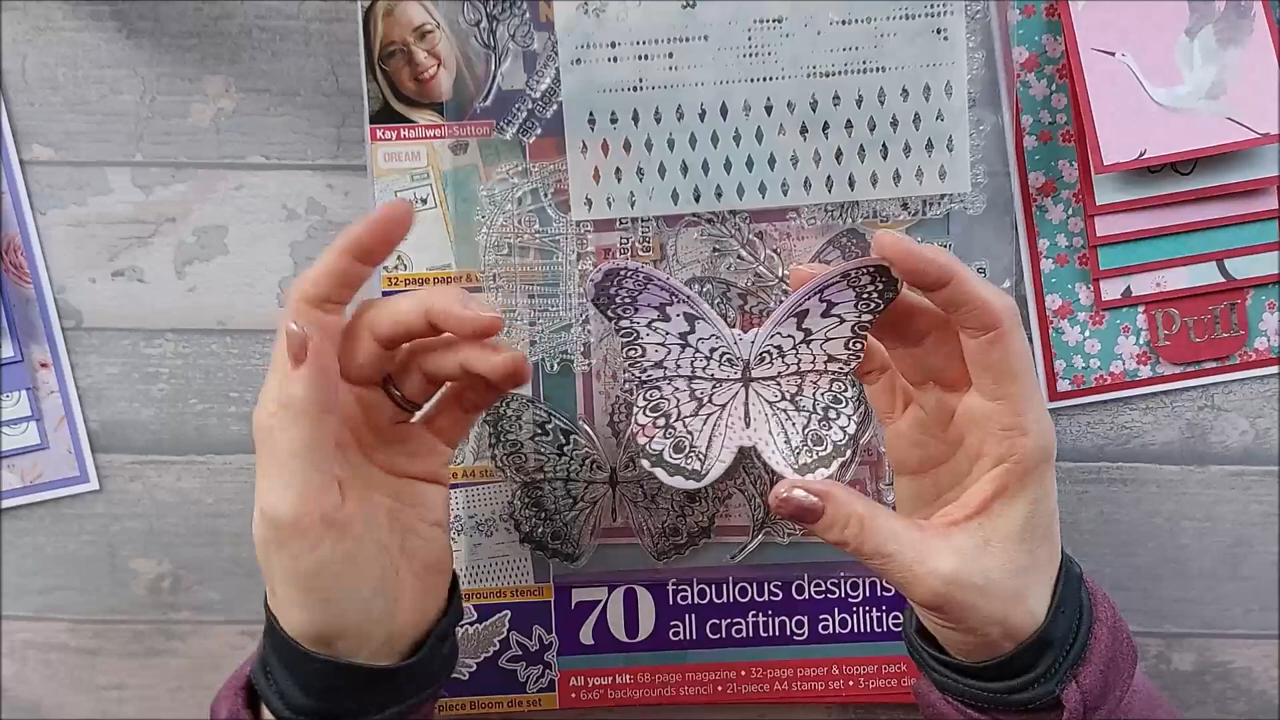 Kay Halliwell-Sutton
DREAM
32-page paper &
Pull
e A4 sta
grounds stencil
70 fabulous designs
all crafting abilitie
All your kit: 68-page magazine • 32-page paper & topper pack
• 6x6" backgrounds stencil • 21-piece A4 stamp set • 3-piece die
-piece Bloom die set